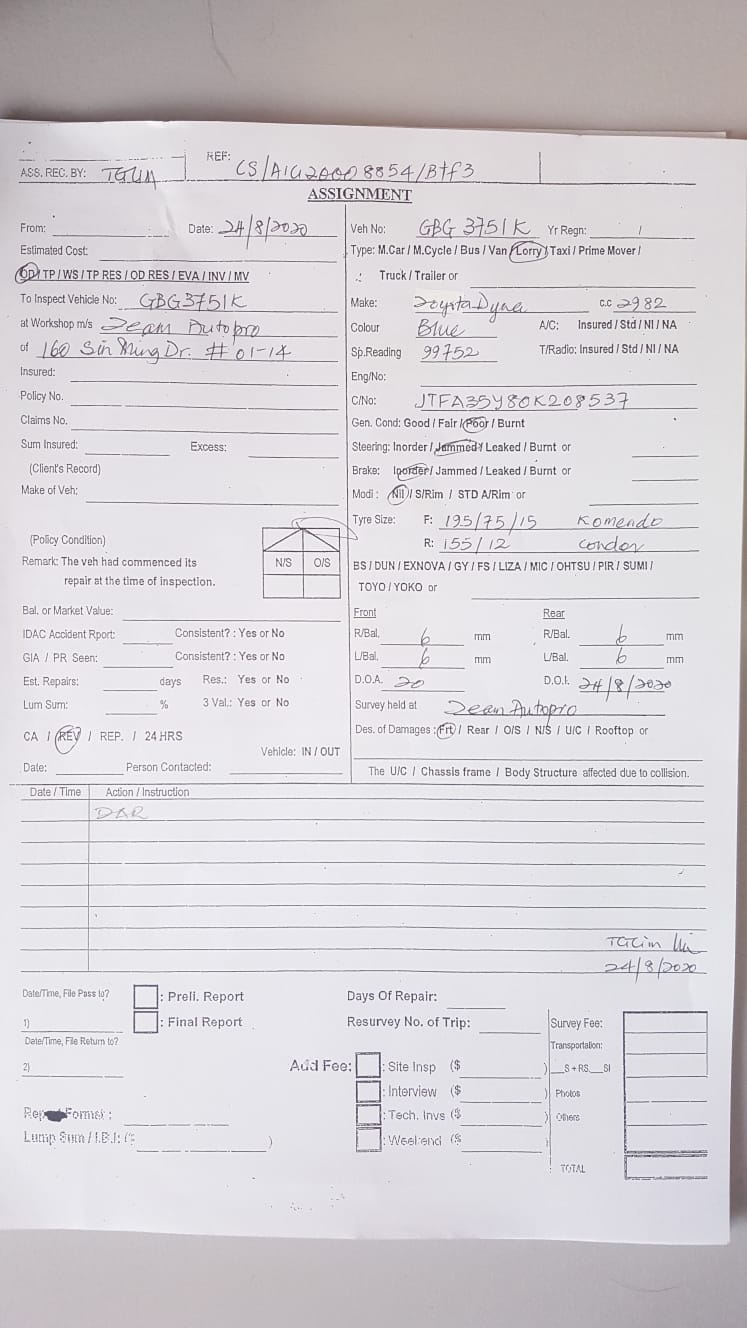 REF: CS/AIG20008854/Btf3
ASS. REC. BY:
ASSIGNMENT
From: Date: 24/8/2020
Estimated Cost:
OD / TP / WS / TP RES / OD RES / EVA / INV / MV
To Inspect Vehicle No: GBG3751K
at Workshop m/s Autopro
of 160 Sin Ming Dr. #01-14
Insured:
Policy No.
Claims No.
Sum Insured: Excess:
(Client's Record)
Make of Veh:
(Policy Condition)
Remark: The veh had commenced its
repair at the time of inspection.
N/S O/S
Bal. or Market Value:
IDAC Accident Rport: Consistent? : Yes or No
GIA / PR Seen: Consistent? : Yes or No
Est. Repairs: days Res.: Yes or No
Lum Sum: % 3 Val.: Yes or No
CA / REV / REP. / 24 HRS
Vehicle: IN / OUT
Date: Person Contacted:
Veh No: GBG 3751K Yr Regn: /
Type: M.Car / M.Cycle / Bus / Van / Lorry / Taxi / Prime Mover /
Truck / Trailer or
Make: Toyota Dyna c.c 2982
Colour Blue A/C: Insured / Std / NI / NA
Sp.Reading 99752 T/Radio: Insured / Std / NI / NA
Eng/No:
C/No: JTFA35Y80K208537
Gen. Cond: Good / Fair / Poor / Burnt
Steering: Inorder / Jammed / Leaked / Burnt or
Brake: Inorder / Jammed / Leaked / Burnt or
Modi : Nil / S/Rim / STD A/Rim or
Tyre Size: F: 195/75/15 Komendo
R: 155/12 Condor
BS / DUN / EXNOVA / GY / FS / LIZA / MIC / OHTSU / PIR / SUMI /
TOYO / YOKO or
Front Rear
R/Bal. 6 mm R/Bal. 6 mm
L/Bal. 6 mm L/Bal. 6 mm
D.O.A. 20 D.O.I. 24/8/2020
Survey held at Autopro
Des. of Damages : Frt / Rear / O/S / N/S / U/C / Rooftop or
The U/C / Chassis frame / Body Structure affected due to collision.
Date / Time Action / Instruction
DAR
24/8/2020
Date/Time, File Pass to? : Preli. Report Days Of Repair:
1) : Final Report Resurvey No. of Trip: Survey Fee:
Date/Time, File Return to? Transportation:
2) Add Fee: : Site Insp ($ ) S + RS SI
: Interview ($ ) Photos
Report Format : : Tech. Invs ($ ) Others
Lump Sum / I.B.I: ($ ) : Weekend ($ )
TOTAL